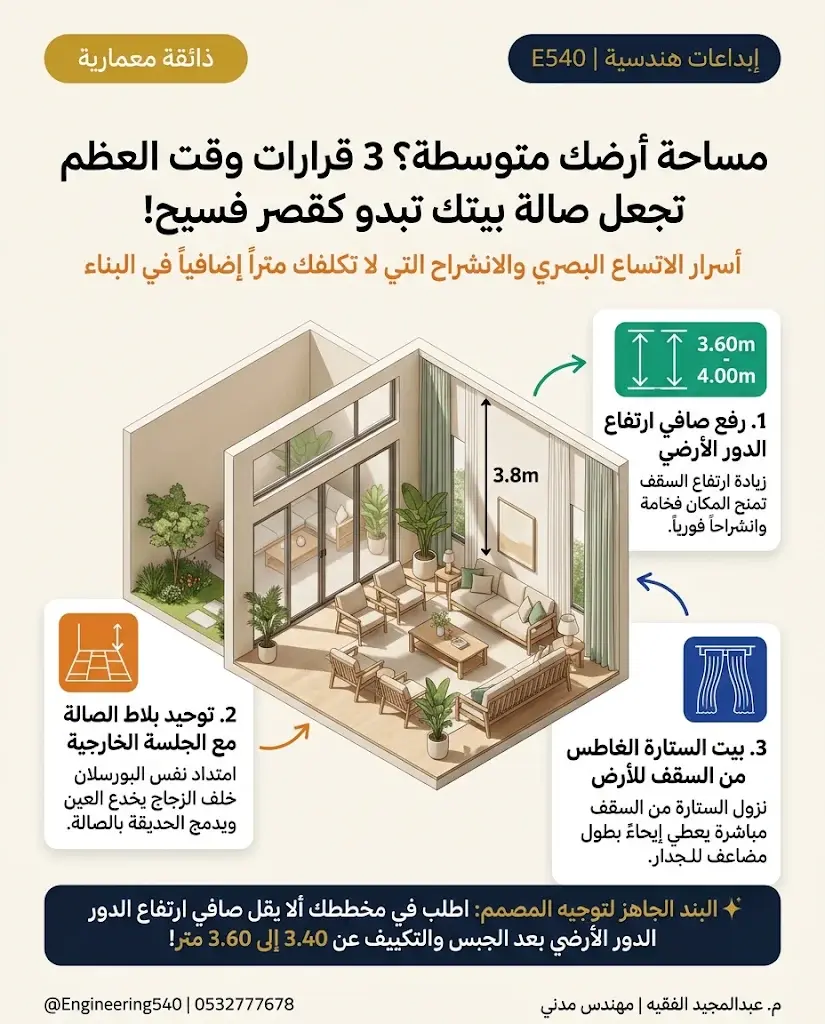 إبداعات هندسية | E540
ذائقة معمارية
مساحة أرضك متوسطة؟ 3 قرارات وقت العظم
تجعل صالة بيتك تبدو كقصر فسيح!
أسرار الاتساع البصري والانشراح التي لا تكلفك متراً إضافياً في البناء
3.60m
-
4.00m
1. رفع صافي ارتفاع
الدور الأرضي
زيادة ارتفاع السقف
تمنح المكان فخامة
وانشراحاً فورياً.
3.8m
2. توحيد بلاط الصالة
مع الجلسة الخارجية
امتداد نفس البورسلان
خلف الزجاج يخدع العين
ويدمج الحديقة بالصالة.
3. بيت الستارة الغاطس
من السقف للأرض
نزول الستارة من السقف
مباشرة يعطي إيحاءً بطول
مضاعف للجدار.
البند الجاهز لتوجيه المصمم: اطلب في مخططك ألا يقل صافي ارتفاع الدور
الدور الأرضي بعد الجبس والتكييف عن 3.40 إلى 3.60 متر!
م. عبدالمجيد الفقيه | مهندس مدني
@Engineering540 | 0532777678